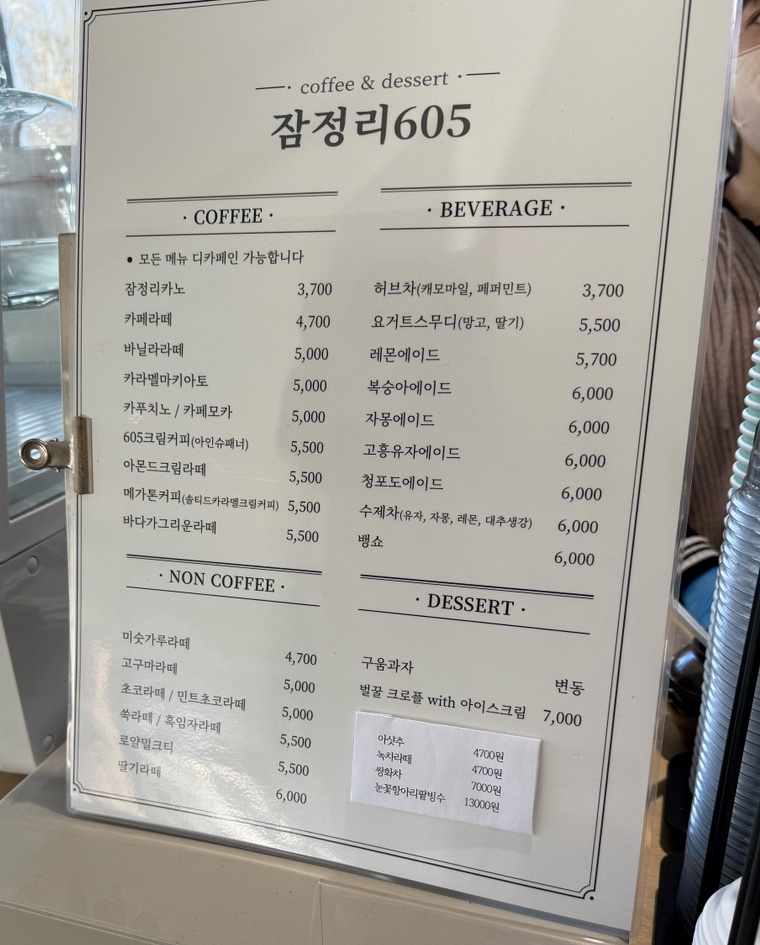 coffee & dessert
잠정리605
· COFFEE ·
• 모든 메뉴 디카페인 가능합니다
잠정리카노 3,700
카페라떼 4,700
바닐라라떼 5,000
카라멜마키아토 5,000
카푸치노 / 카페모카 5,000
605크림커피(아인슈패너) 5,500
아몬드크림라떼 5,500
메가톤커피(솔티드카라멜크림커피) 5,500
바다가그리운라떼 5,500
· NON COFFEE ·
미숫가루라떼 4,700
고구마라떼 5,000
초코라떼 / 민트초코라떼 5,000
쑥라떼 / 흑임자라떼 5,500
로얄밀크티 5,500
딸기라떼 6,000
· BEVERAGE ·
허브차(캐모마일, 페퍼민트) 3,700
요거트스무디(망고, 딸기) 5,500
레몬에이드 5,700
복숭아에이드 6,000
자몽에이드 6,000
고흥유자에이드 6,000
청포도에이드 6,000
수제차(유자, 자몽, 레몬, 대추생강) 6,000
뱅쇼 6,000
· DESSERT ·
구움과자 변동
벌꿀 크로플 with 아이스크림 7,000
아샷추 4700원
녹차라떼 4700원
쌍화차 7000원
눈꽃항아리팥빙수 13000원